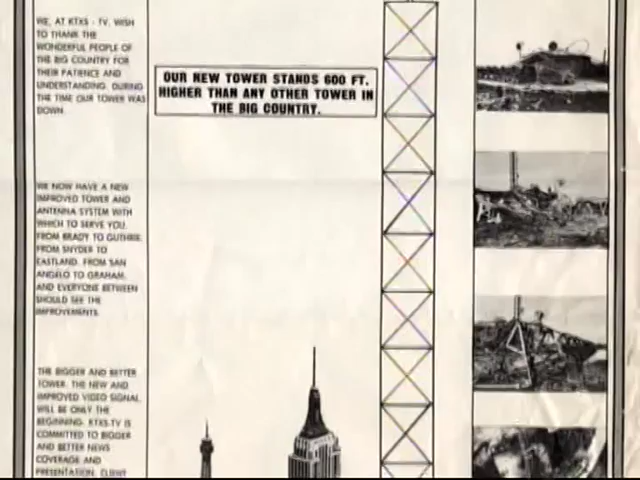 WE, AT KTXS - TV, WISH
TO THANK THE
WONDERFUL PEOPLE OF
THE BIG COUNTRY FOR
THEIR PATIENCE AND
UNDERSTANDING, DURING
THE TIME OUR TOWER WAS
DOWN.
OUR NEW TOWER STANDS 600 FT.
HIGHER THAN ANY OTHER TOWER IN
THE BIG COUNTRY.
WE NOW HAVE A NEW
IMPROVED TOWER AND
ANTENNA SYSTEM WITH
WHICH TO SERVE YOU.
FROM BRADY TO GUTHRIE,
FROM SNYDER TO
EASTLAND, FROM SAN
ANGELO TO GRAHAM,
AND EVERYONE BETWEEN
SHOULD SEE THE
IMPROVEMENTS.
THE BIGGER AND BETTER
TOWER, THE NEW AND
IMPROVED VIDEO SIGNAL
WILL BE ONLY THE
BEGINNING. KTXS-TV IS
COMMITTED TO BIGGER
AND BETTER NEWS
COVERAGE AND
PRESENTATION, CLIENT